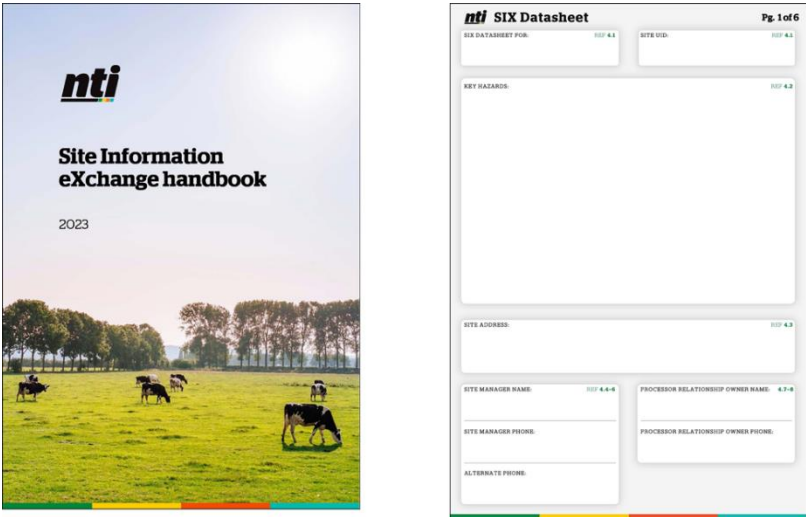 nti
Site Information
eXchange handbook
2023
nti SIX Datasheet
Pg. 1 of 6
SIX DATASHEET FOR: REF 4.1
SITE UID: REF 4.1
KEY HAZARDS: REF 4.2
SITE ADDRESS: REF 4.3
SITE MANAGER NAME: REF 4.4-6
PROCESSOR RELATIONSHIP OWNER NAME: 4.7-8
SITE MANAGER PHONE:
PROCESSOR RELATIONSHIP OWNER PHONE:
ALTERNATE PHONE: